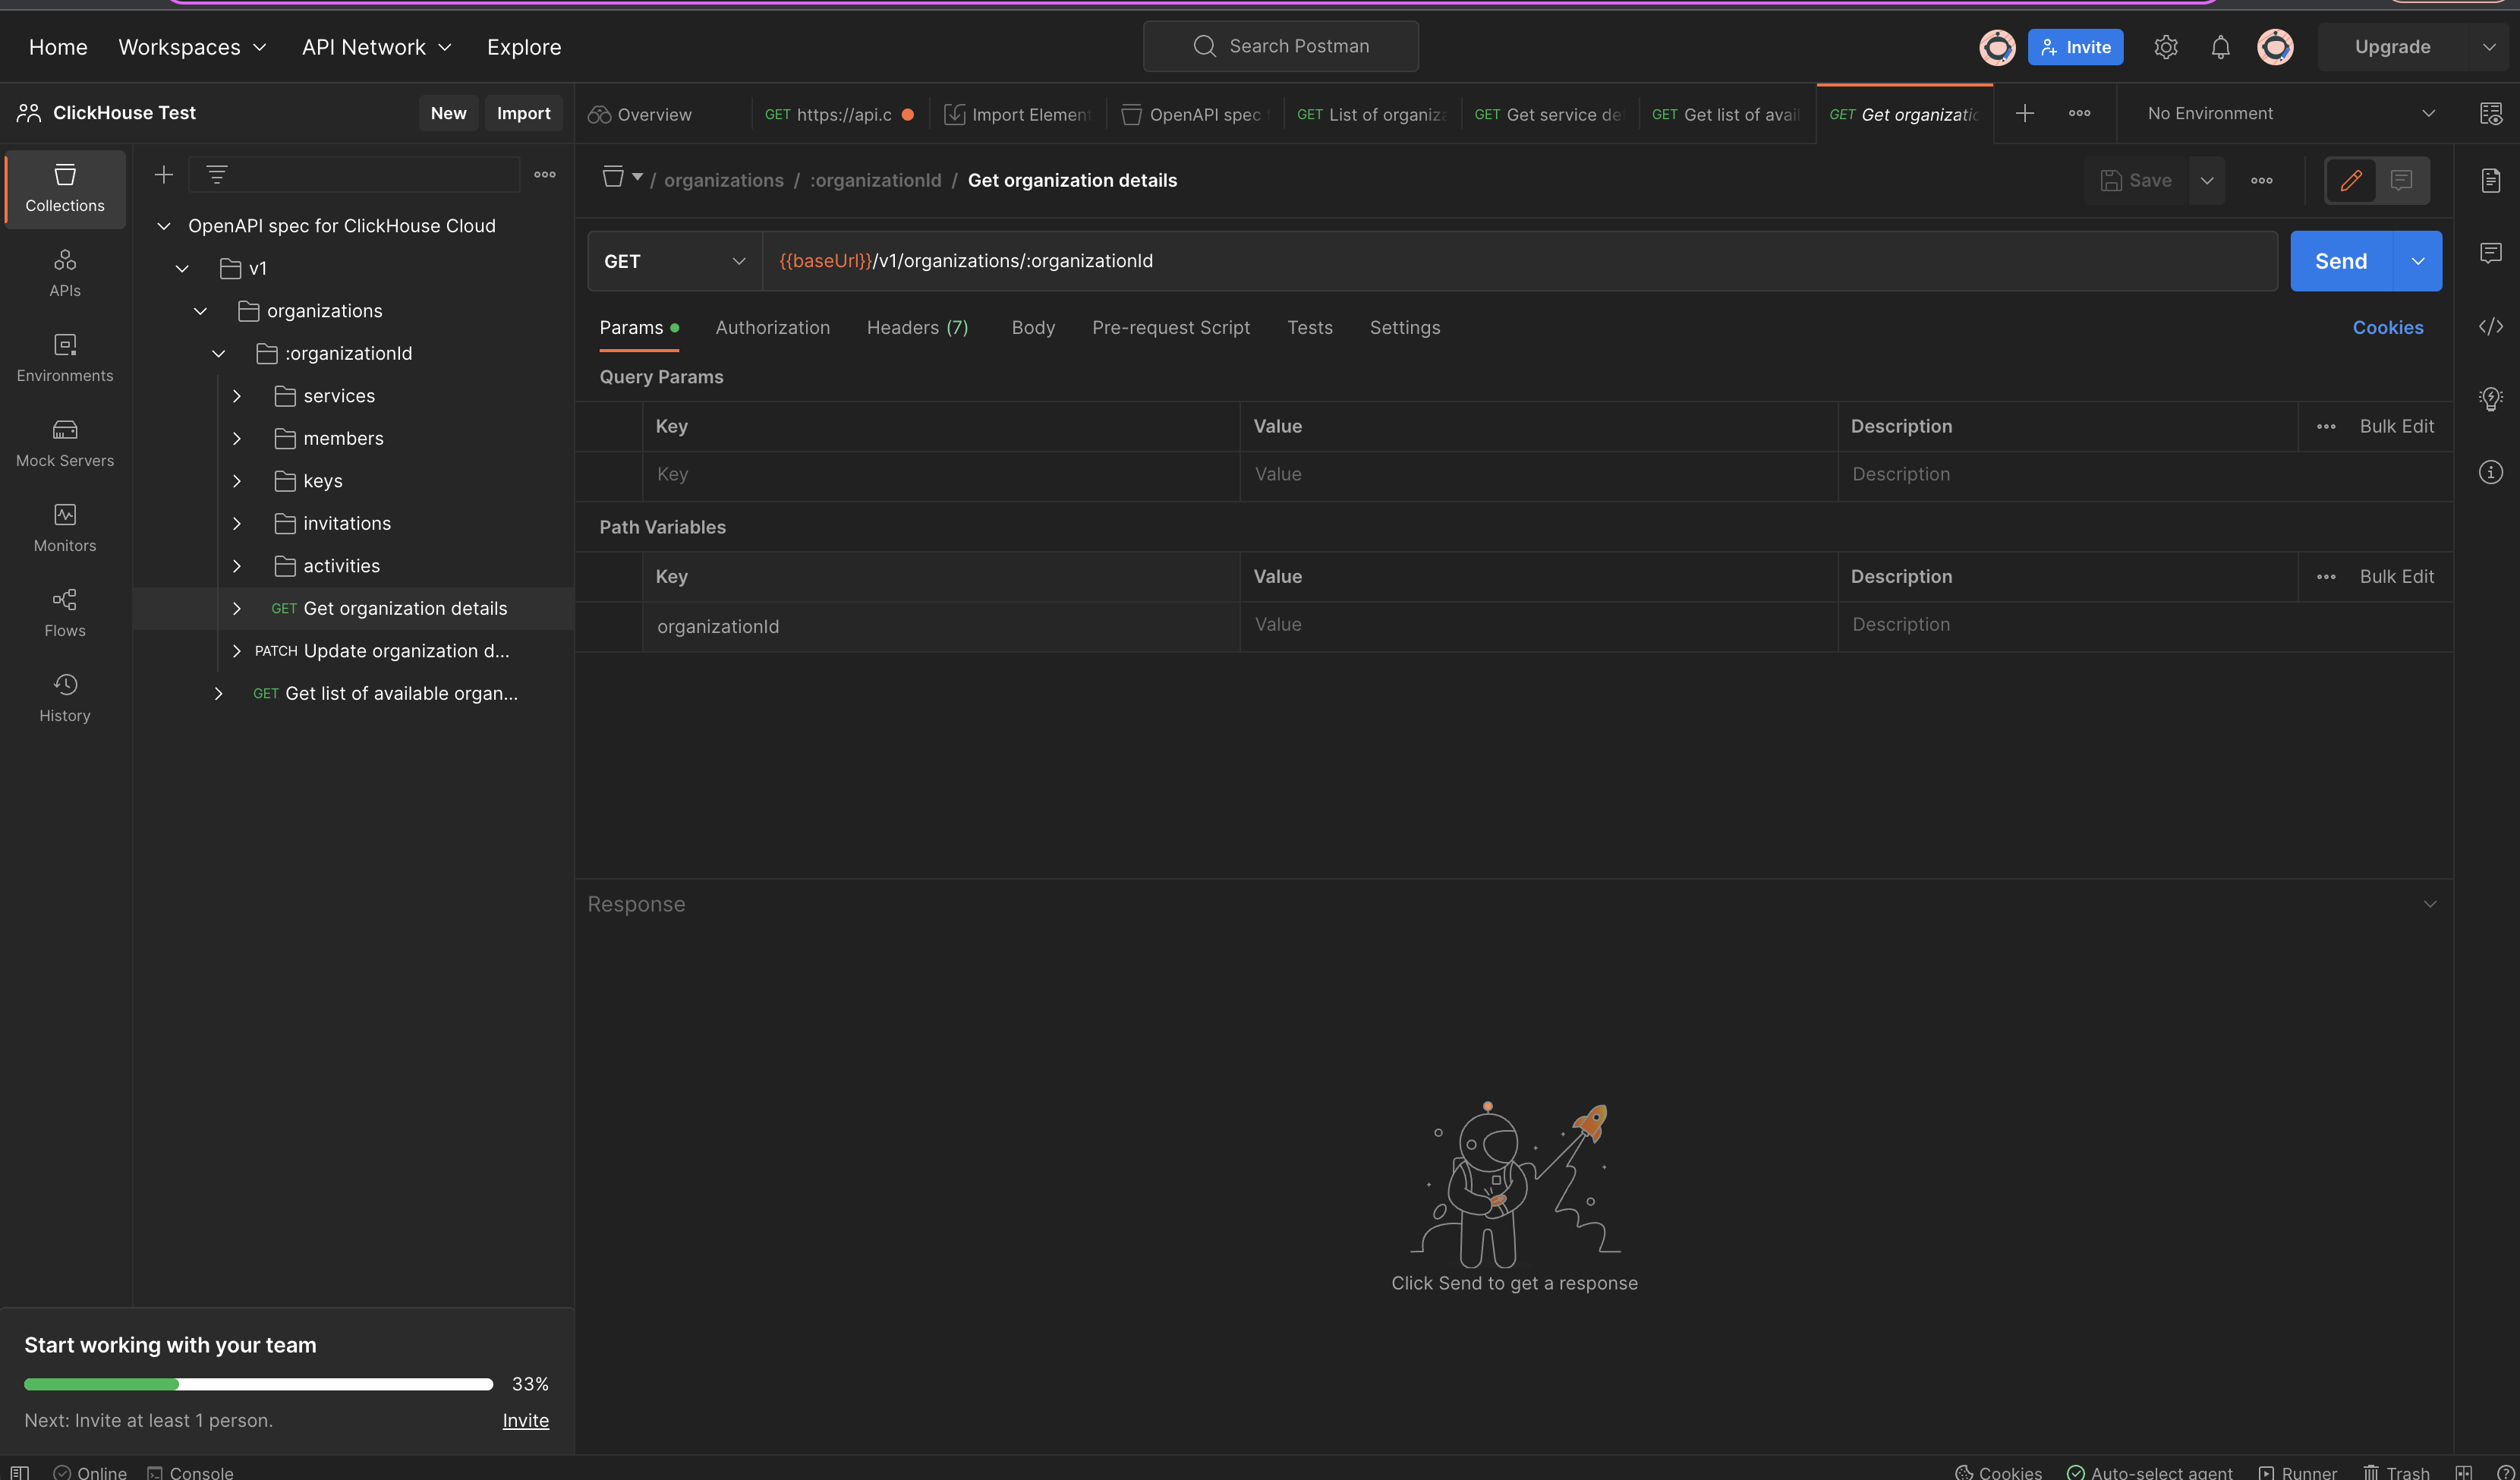 Home Workspaces API Network Explore Search Postman Invite Upgrade
ClickHouse Test New Import
Overview GET https://api.c Import Elemen OpenAPI spec GET List of organiz GET Get service de GET Get list of avail GET Get organizatio No Environment
Collections
APIs
Environments
Mock Servers
Monitors
Flows
History
OpenAPI spec for ClickHouse Cloud
v1
organizations
:organizationId
services
members
keys
invitations
activities
GET Get organization details
PATCH Update organization d...
GET Get list of available organ...
/ organizations / :organizationId / Get organization details Save
GET {{baseUrl}}/v1/organizations/:organizationId Send
Params Authorization Headers (7) Body Pre-request Script Tests Settings Cookies
Query Params
Key Value Description Bulk Edit
Key Value Description
Path Variables
Key Value Description Bulk Edit
organizationId Value Description
Response
Click Send to get a response
Start working with your team
33%
Next: Invite at least 1 person. Invite
Online Console Cookies Auto-select agent Runner Trash